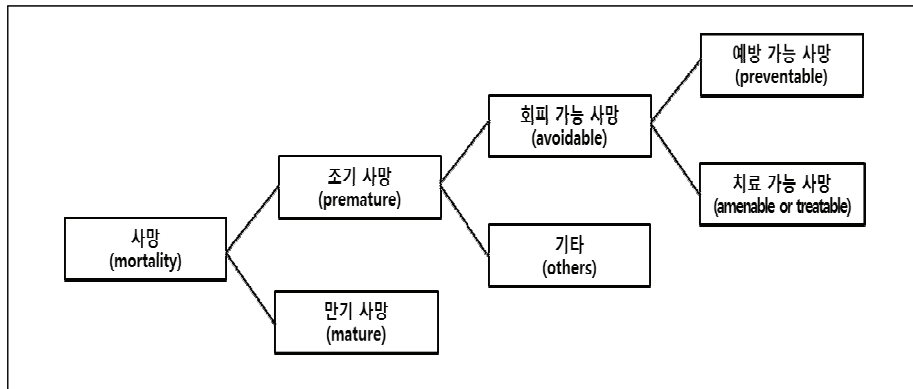 사망
(mortality)
조기 사망
(premature)
만기 사망
(mature)
회피 가능 사망
(avoidable)
기타
(others)
예방 가능 사망
(preventable)
치료 가능 사망
(amenable or treatable)